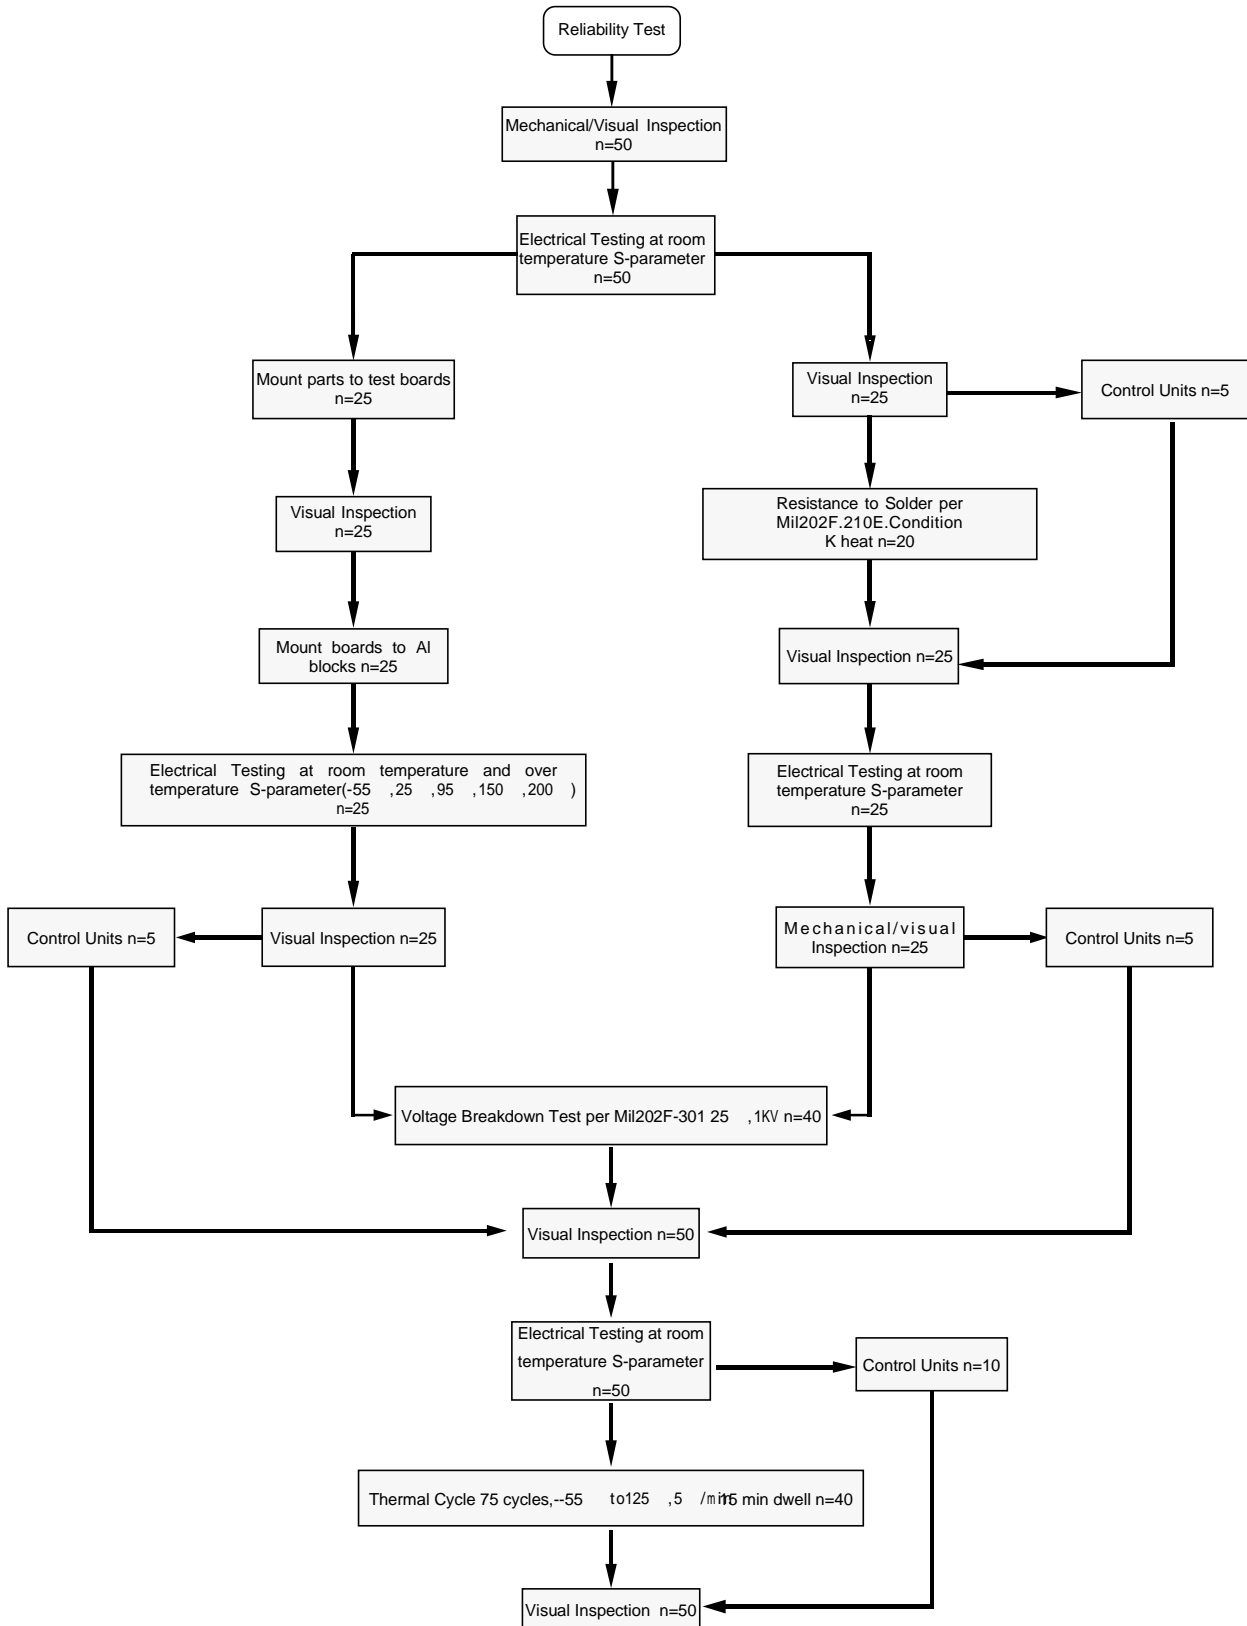 Reliability Test
Mechanical/Visual Inspection
n=50
Electrical Testing at room
temperature S-parameter
n=50
Mount parts to test boards
n=25
Visual Inspection
n=25
Control Units n=5
Visual Inspection
n=25
Resistance to Solder per
Mil202F.210E.Condition
K heat n=20
Mount boards to Al
blocks n=25
Visual Inspection n=25
Electrical Testing at room temperature and over
temperature S-parameter(-55 ,25 ,95 ,150 ,200 )
n=25
Electrical Testing at room
temperature S-parameter
n=25
Control Units n=5
Visual Inspection n=25
Mechanical/visual
Inspection n=25
Control Units n=5
Voltage Breakdown Test per Mil202F-301 25 ,1KV n=40
Visual Inspection n=50
Electrical Testing at room
temperature S-parameter
n=50
Control Units n=10
Thermal Cycle 75 cycles,--55 to125 ,5 /min15 min dwell n=40
Visual Inspection n=50